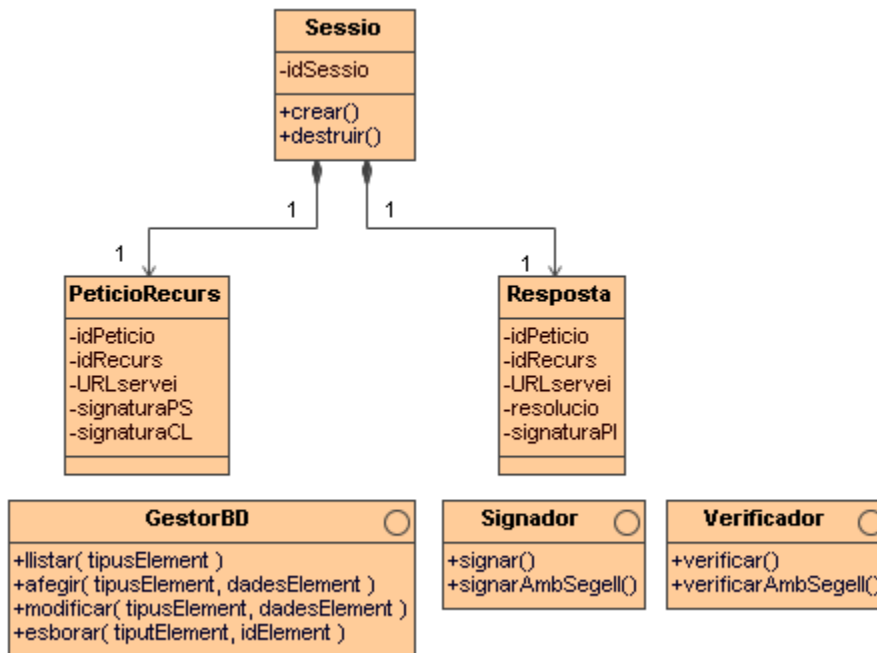 Sessio
-idSessio
+crear()
+destruir()
1
1
1
1
PeticioRecurs
-idPeticio
-idRecurs
-URLservei
-signaturaPS
-signaturaCL
Resposta
-idPeticio
-idRecurs
-URLservei
-resolucio
-signaturaPI
GestorBD
+llistar( tipusElement )
+afegir( tipusElement, dadesElement )
+modificar( tipusElement, dadesElement )
+esborar( tiputElement, idElement )
Signador
+signar()
+signarAmbSegell()
Verificador
+verificar()
+verificarAmbSegell()